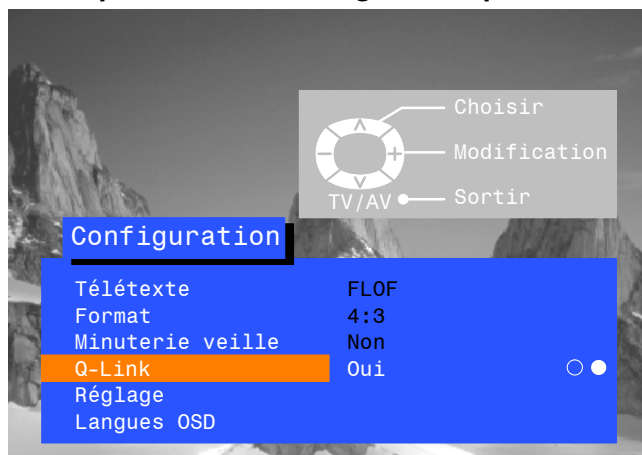 Choisir
Modification
TV/AV Sortir
Configuration
Télétexte FLOF
Format 4:3
Minuterie veille Non
Q-Link Oui
Réglage
Langues OSD